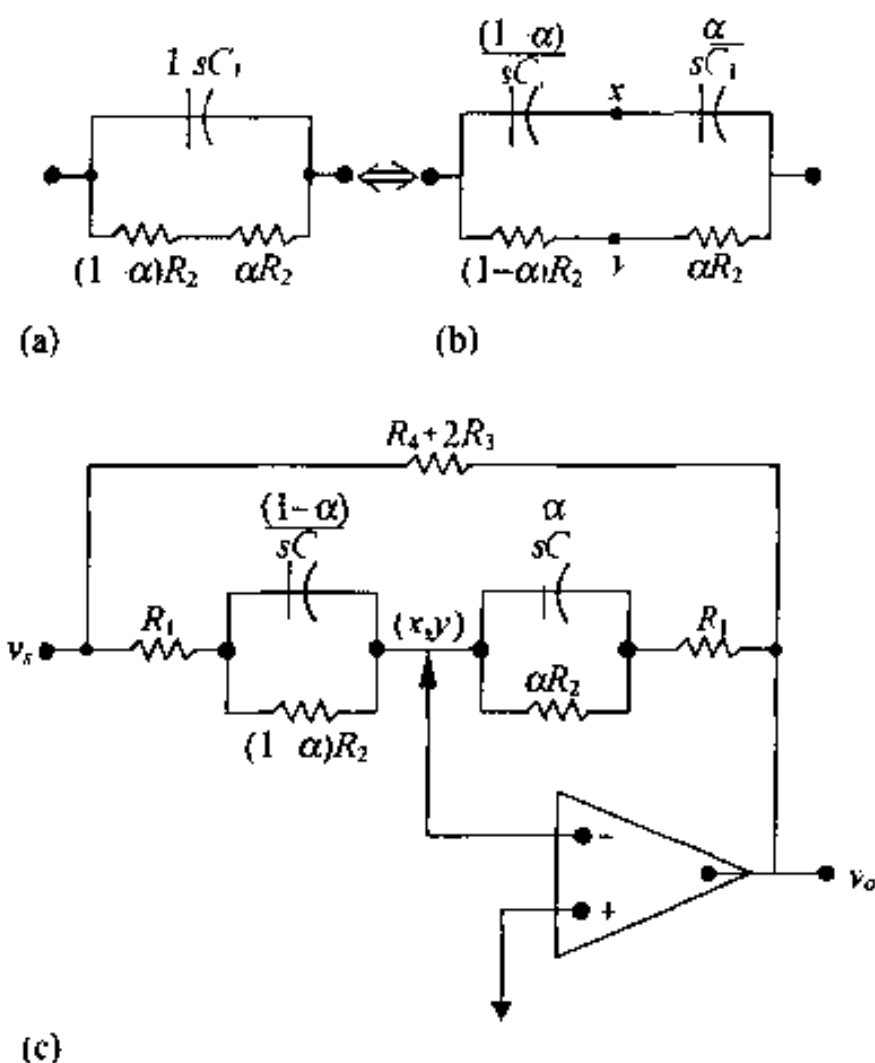 1 sC₁
(1 α)R₂ αR₂
(a)
(1 α)
sC
α
sC₁
x
(1-α)R₂ y αR₂
(b)
R₄+2R₃
(1-α)
sC
α
sC
vₛ R₁ (x,y) R₁
(1 α)R₂
αR₂
-
+
vₒ
(c)